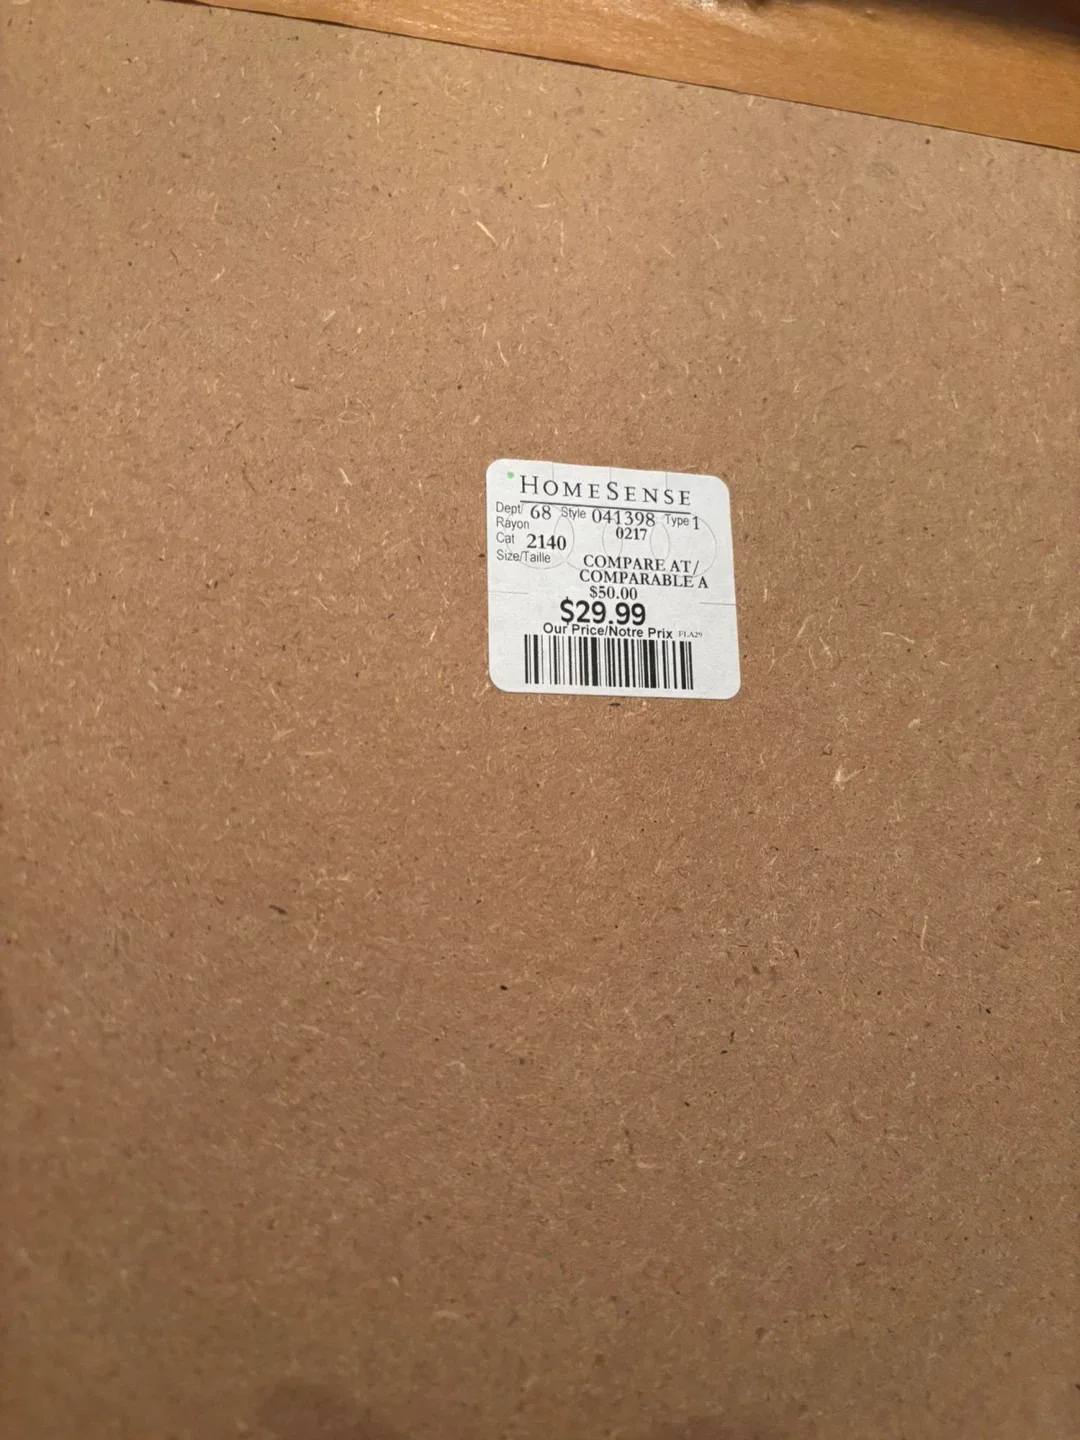 HOMESENSE
Dept/ 68 Style 041398 Type 1
Rayon 0217
Cat 2140
Size/Taille
COMPARE AT/
COMPARABLE A
$50.00
$29.99
Our Price/Notre Prix FLA29